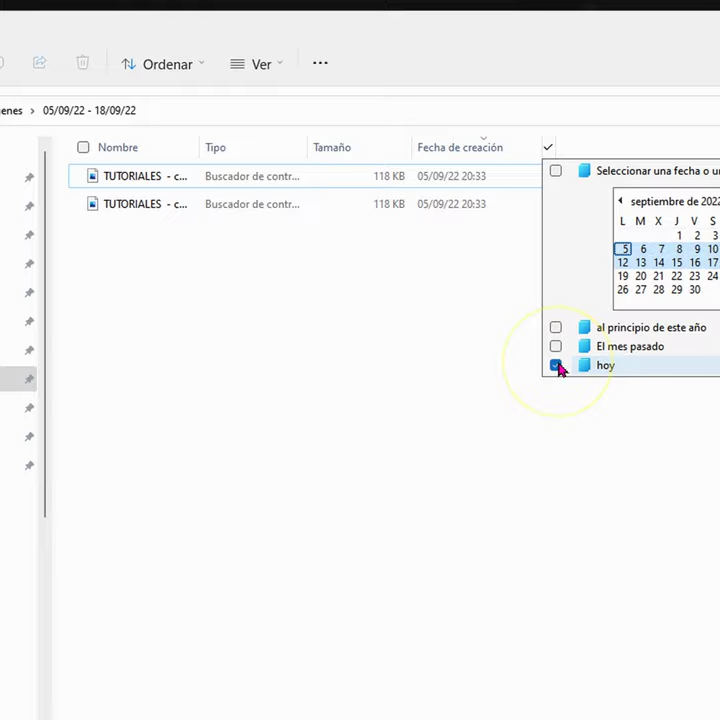 Ordenar
Ver
enes > 05/09/22 - 18/09/22
Nombre Tipo Tamaño Fecha de creación
TUTORIALES - c... Buscador de contr... 118 KB 05/09/22 20:33
TUTORIALES - c... Buscador de contr... 118 KB 05/09/22 20:33
Seleccionar una fecha o un
septiembre de 2022
L M X J V S
1 2 3
5 6 7 8 9 10
12 13 14 15 16 17
19 20 21 22 23 24
26 27 28 29 30
al principio de este año
El mes pasado
hoy